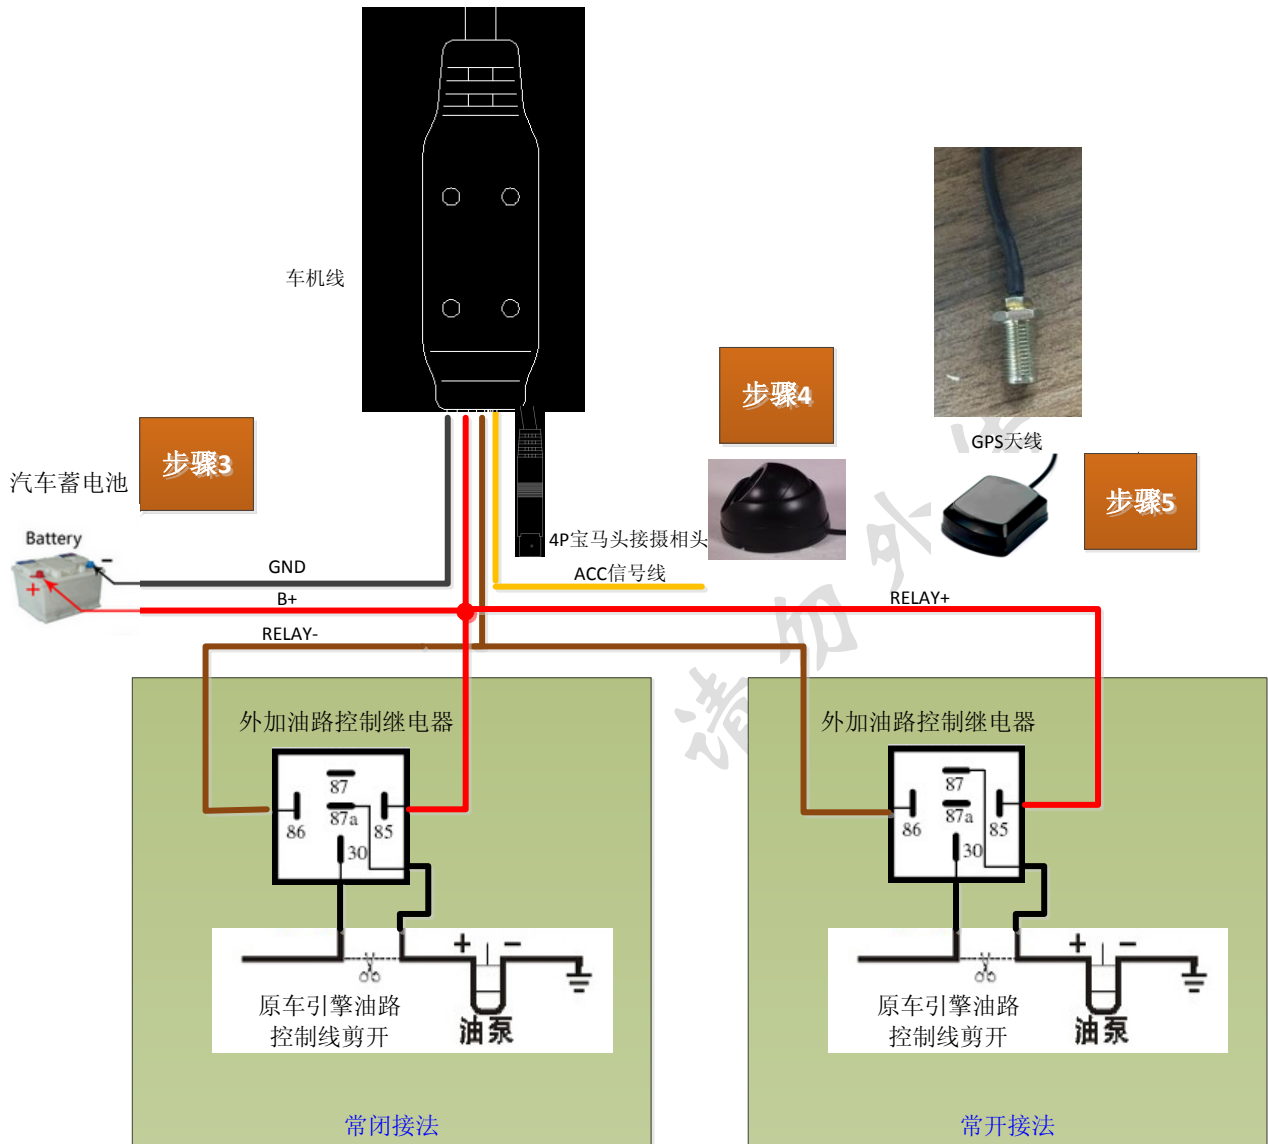 车机线
步骤4
GPS天线
步骤3
步骤5
汽车蓄电池
Battery
4P宝马头接摄相头
GND
ACC信号线
B+
RELAY+
RELAY-
请勿外
外加油路控制继电器
87
87a
86
85
30
原车引擎油路
控制线剪开
油泵
常闭接法
外加油路控制继电器
87
87a
86
85
30
原车引擎油路
控制线剪开
油泵
常开接法